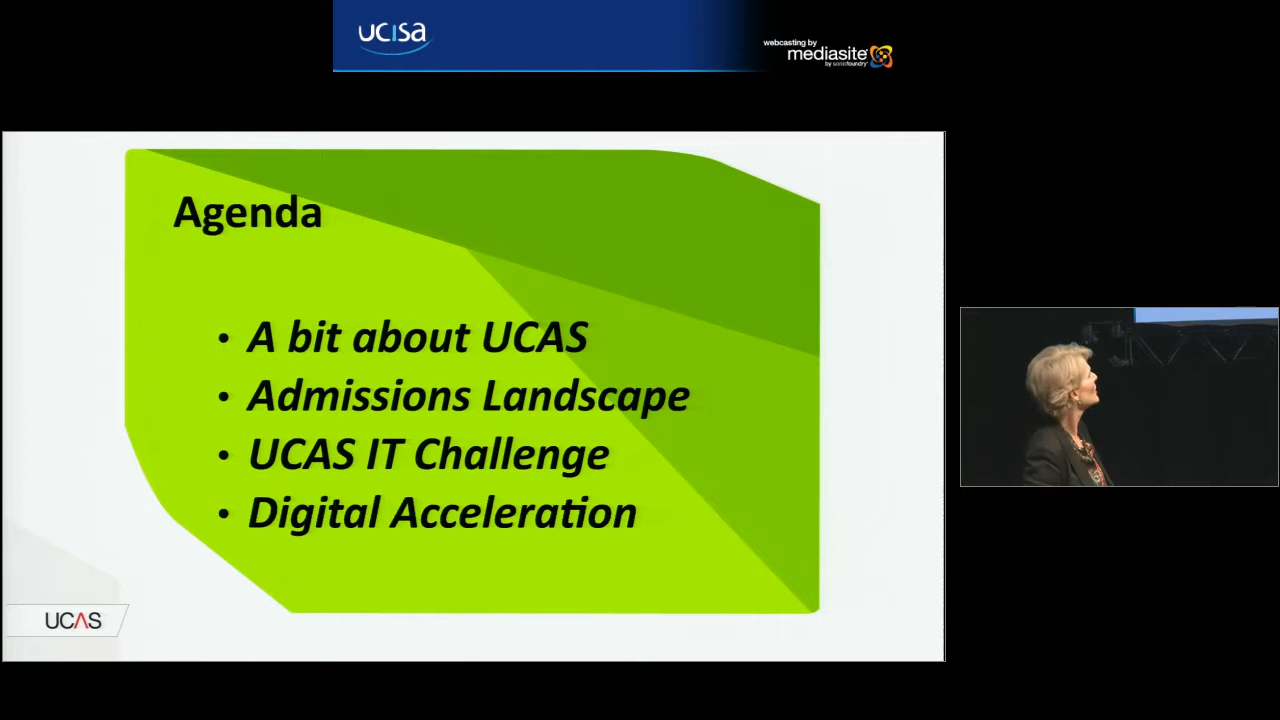 ucisa
webcasting by
mediasite
by sonicfoundry
Agenda
• A bit about UCAS
• Admissions Landscape
• UCAS IT Challenge
• Digital Acceleration
UCAS